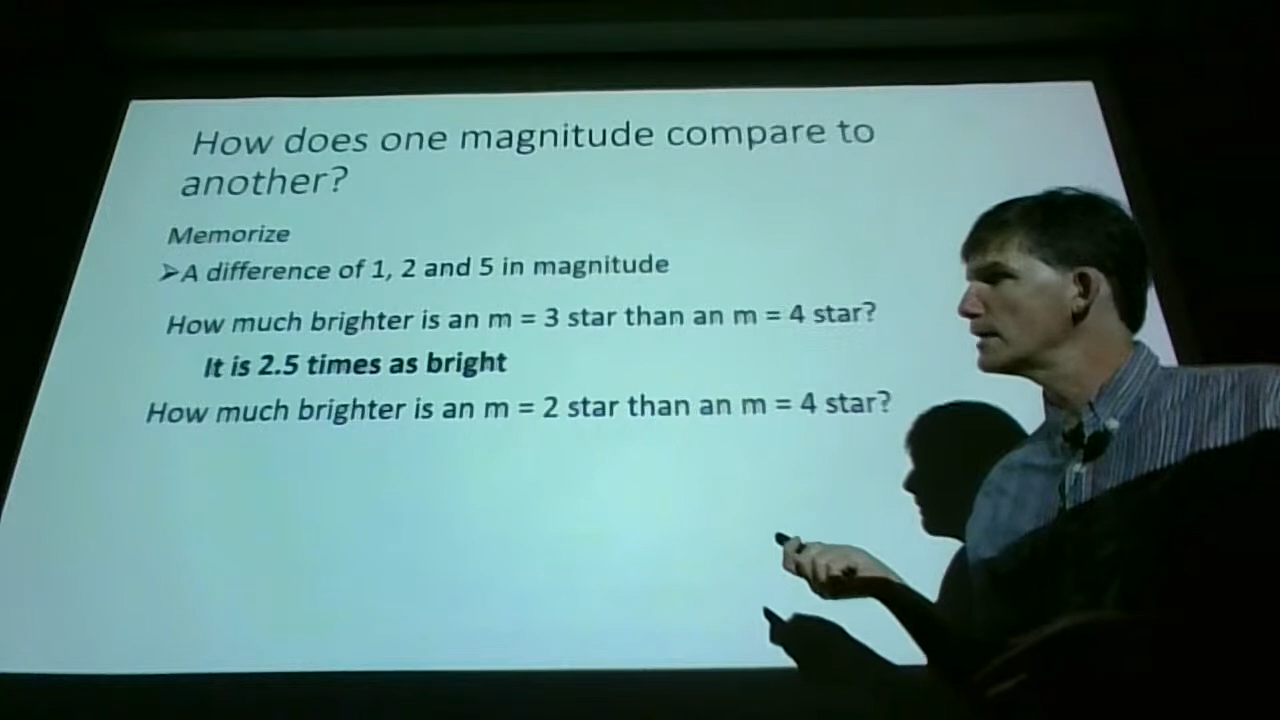 How does one magnitude compare to
another?
Memorize
➢A difference of 1, 2 and 5 in magnitude
How much brighter is an m = 3 star than an m = 4 star?
It is 2.5 times as bright
How much brighter is an m = 2 star than an m = 4 star?